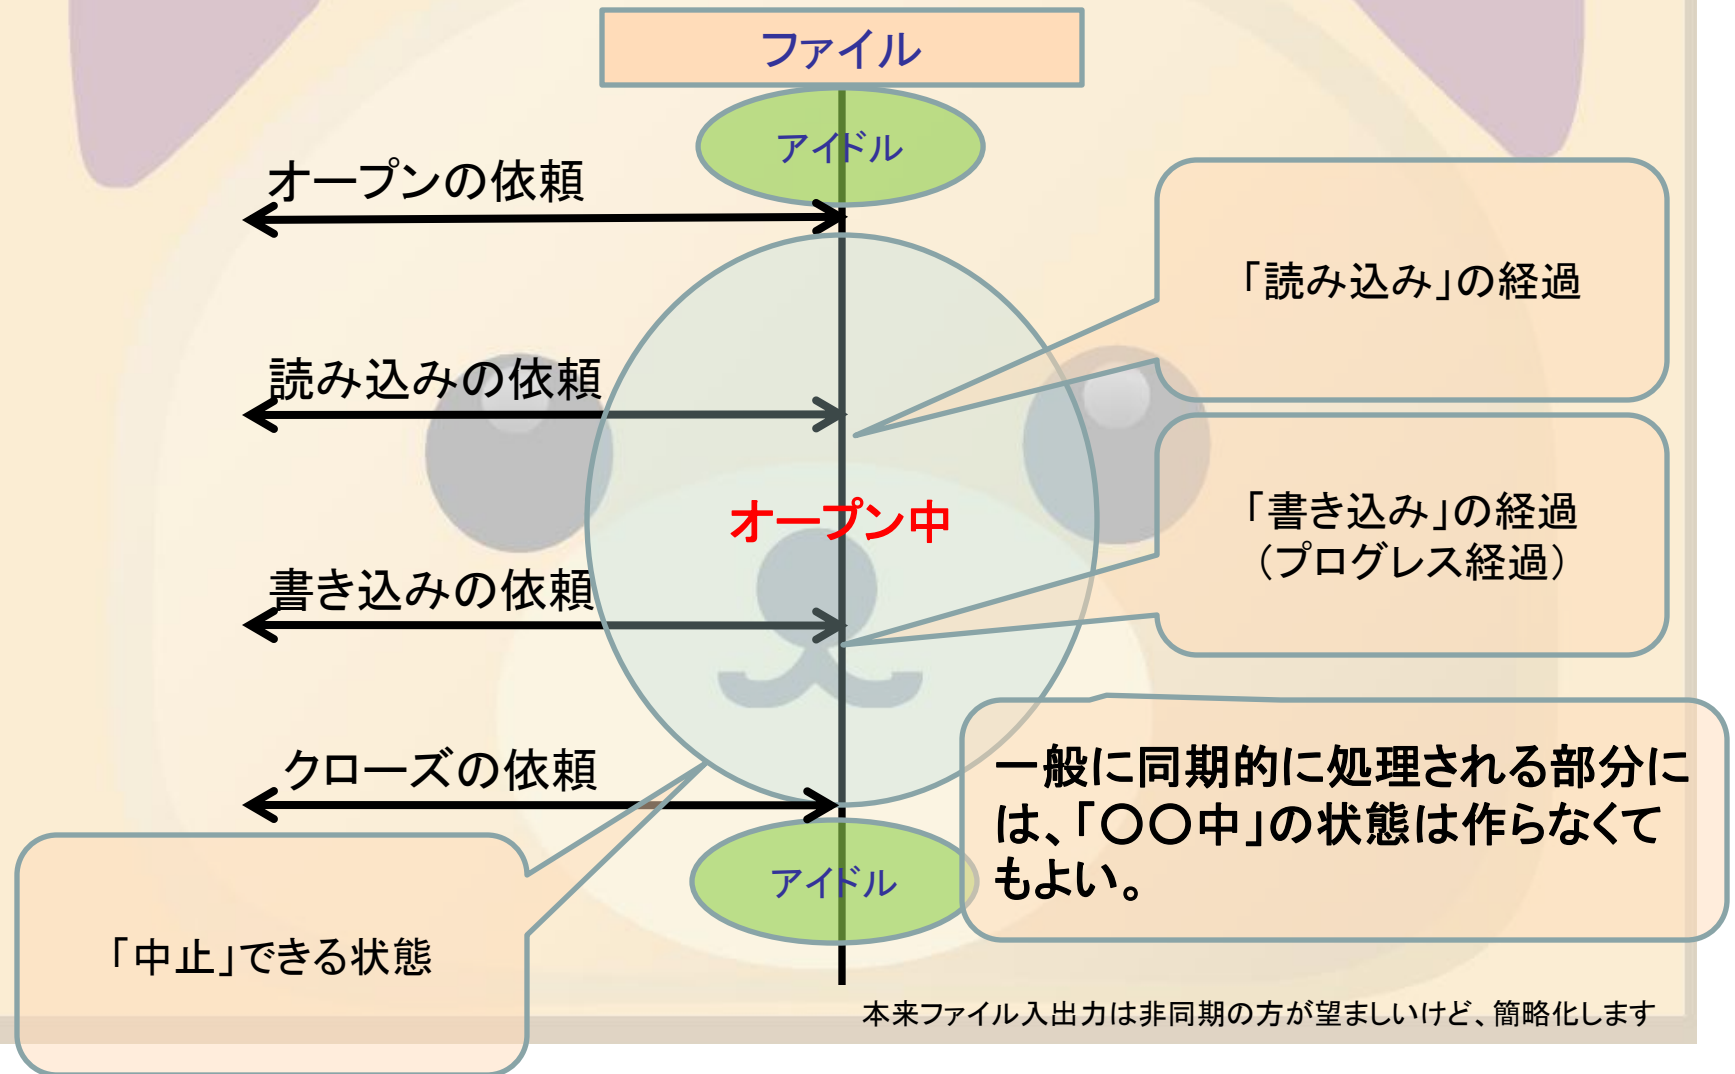 ファイル
アイドル
オープンの依頼
「読み込み」の経過
読み込みの依頼
オープン中
「書き込み」の経過
（プログレス経過）
書き込みの依頼
クローズの依頼
一般に同期的に処理される部分に
は、「〇〇中」の状態は作らなくて
もよい。
アイドル
「中止」できる状態
本来ファイル入出力は非同期の方が望ましいけど、簡略化します